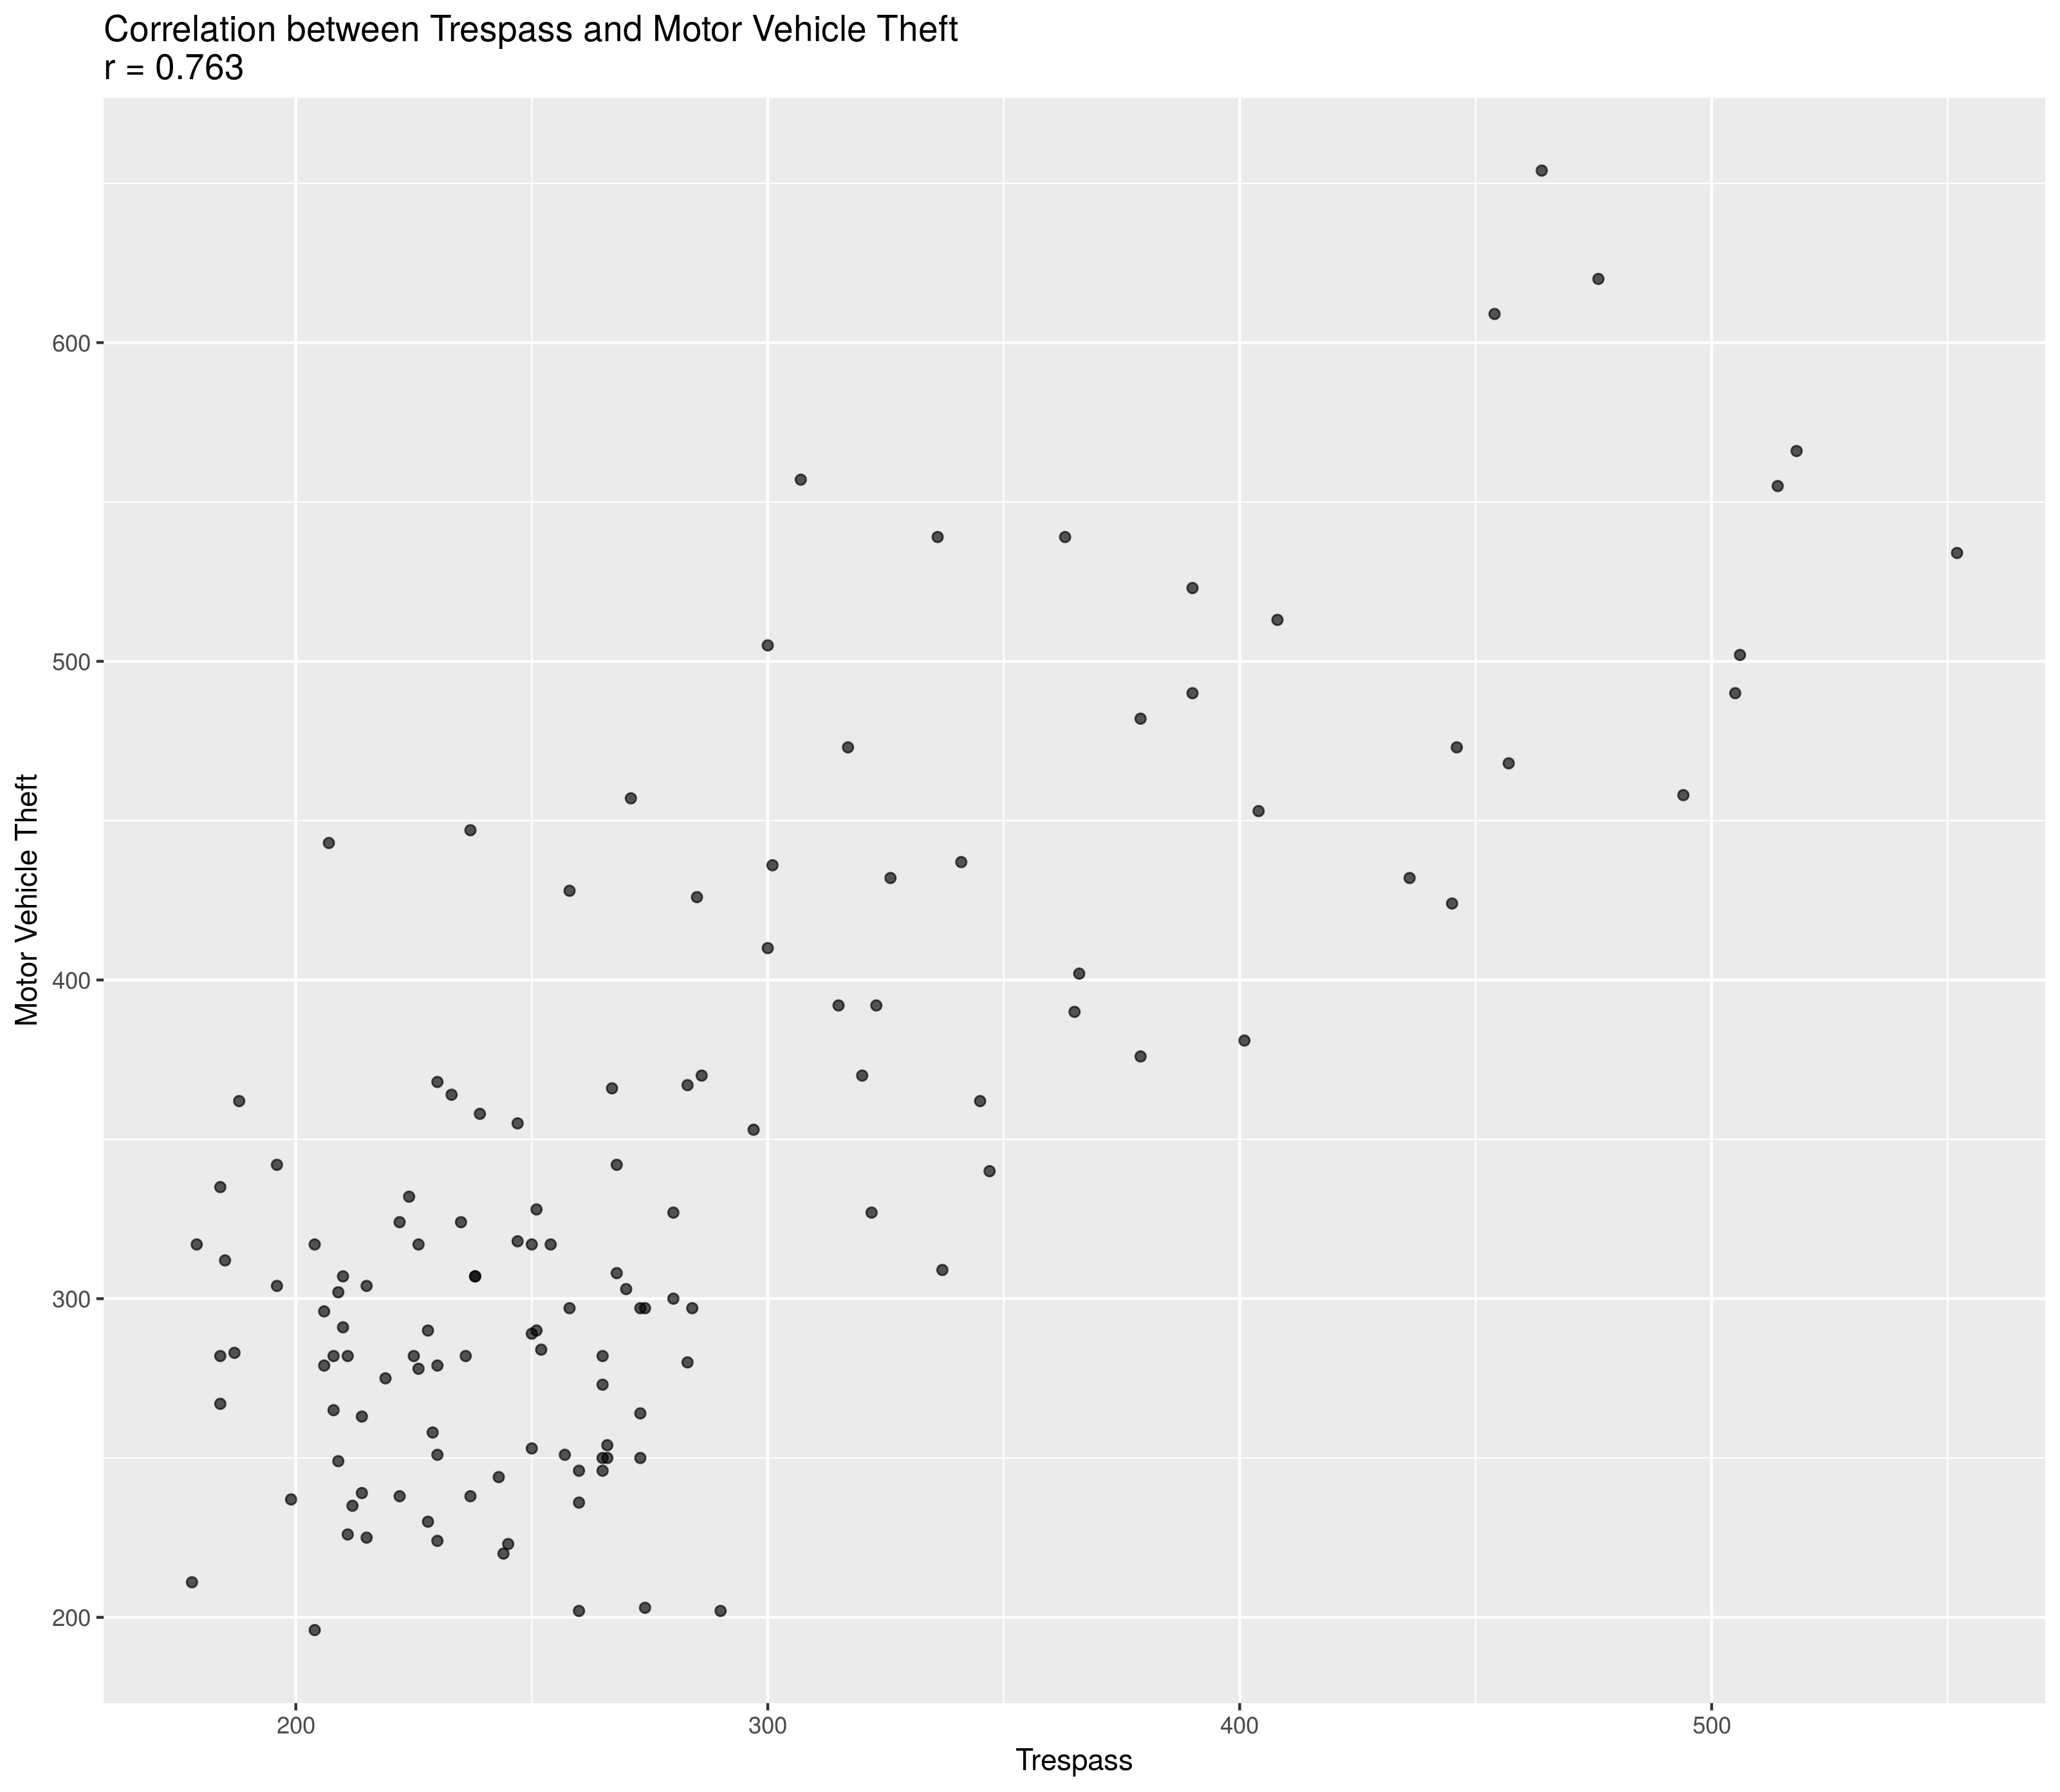 Correlation between Trespass and Motor Vehicle Theft
r = 0.763
Motor Vehicle Theft
600
500
400
300
200
200
300
400
500
Trespass